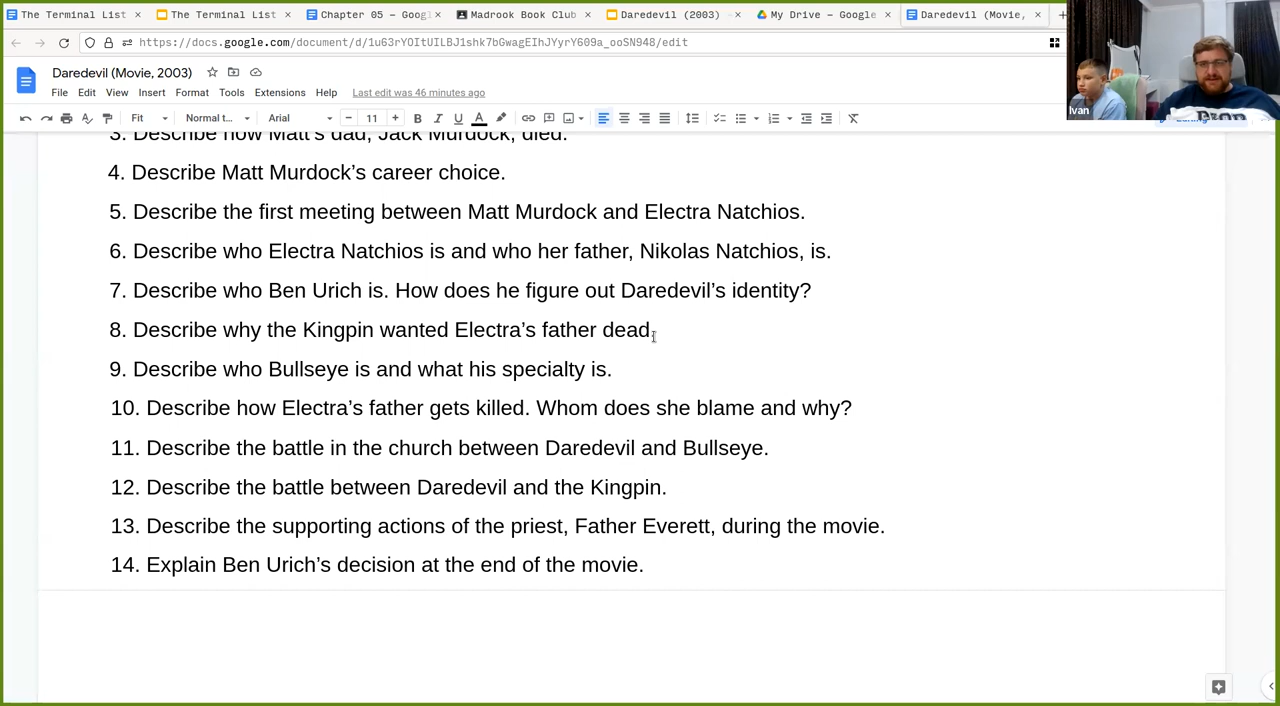 The Terminal List
The Terminal List
Chapter 05 – Goog
Madrook Book Club
Daredevil (2003) -
My Drive – Google
Daredevil (Movie,
https://docs.google.com/document/d/1u63rYOItUILBJ1shk7bGwagEIhJYyrY609a_ooSN948/edit
Daredevil (Movie, 2003)
File Edit View Insert Format Tools Extensions Help Last edit was 46 minutes ago
Fit Normal t... Arial 11
Ivan
3. Describe how Matt's dad, Jack Murdock, died.
4. Describe Matt Murdock’s career choice.
5. Describe the first meeting between Matt Murdock and Electra Natchios.
6. Describe who Electra Natchios is and who her father, Nikolas Natchios, is.
7. Describe who Ben Urich is. How does he figure out Daredevil’s identity?
8. Describe why the Kingpin wanted Electra’s father dead.
9. Describe who Bullseye is and what his specialty is.
10. Describe how Electra’s father gets killed. Whom does she blame and why?
11. Describe the battle in the church between Daredevil and Bullseye.
12. Describe the battle between Daredevil and the Kingpin.
13. Describe the supporting actions of the priest, Father Everett, during the movie.
14. Explain Ben Urich’s decision at the end of the movie.